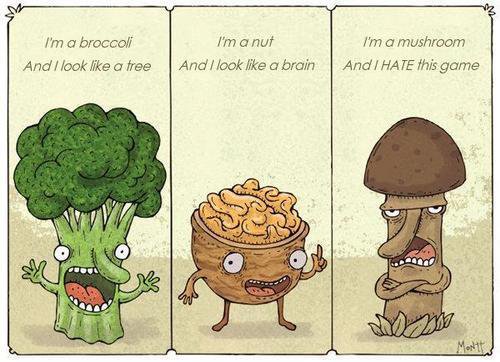 I'm a broccoli
And I look like a tree
I'm a nut
And I look like a brain
I'm a mushroom
And I HATE this game
MONTT